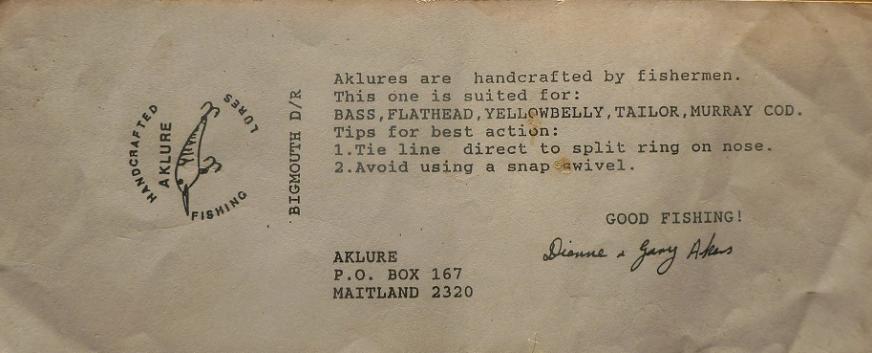 HANDCRAFTED
AKLURE
FISHING
LURES
BIGMOUTH D/R
Aklures are handcrafted by fishermen.
This one is suited for:
BASS,FLATHEAD,YELLOWBELLY,TAILOR,MURRAY COD.
Tips for best action:
1.Tie line direct to split ring on nose.
2.Avoid using a snap swivel.
GOOD FISHING!
Dianne & Gary Akers
AKLURE
P.O. BOX 167
MAITLAND 2320